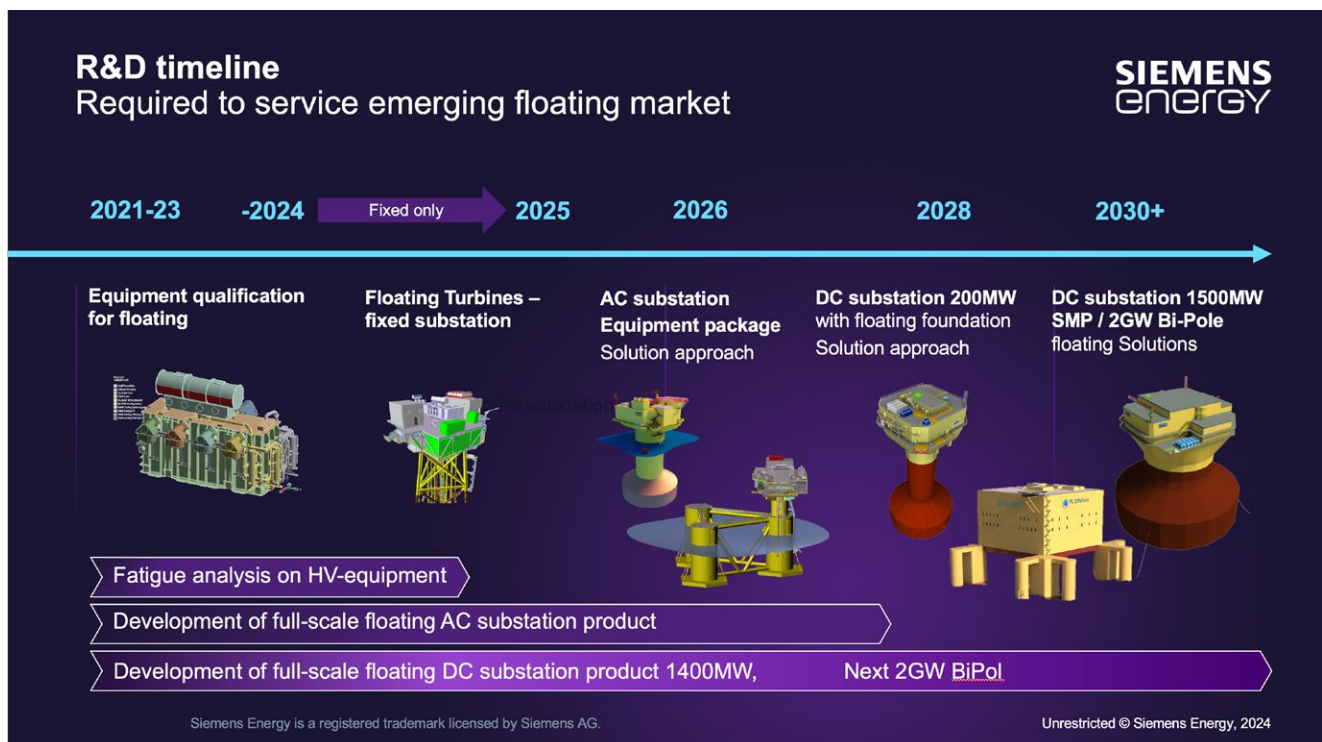 R&D timeline
Required to service emerging floating market
SIEMENS
energy
2021-23
-2024
Fixed only
2025
2026
2028
2030+
Equipment qualification
for floating
Floating Turbines –
fixed substation
AC substation
Equipment package
Solution approach
DC substation 200MW
with floating foundation
Solution approach
DC substation 1500MW
SMP / 2GW Bi-Pole
floating Solutions
substation
Fatigue analysis on HV-equipment
Development of full-scale floating AC substation product
Development of full-scale floating DC substation product 1400MW, Next 2GW BiPol
Siemens Energy is a registered trademark licensed by Siemens AG.
Unrestricted © Siemens Energy, 2024